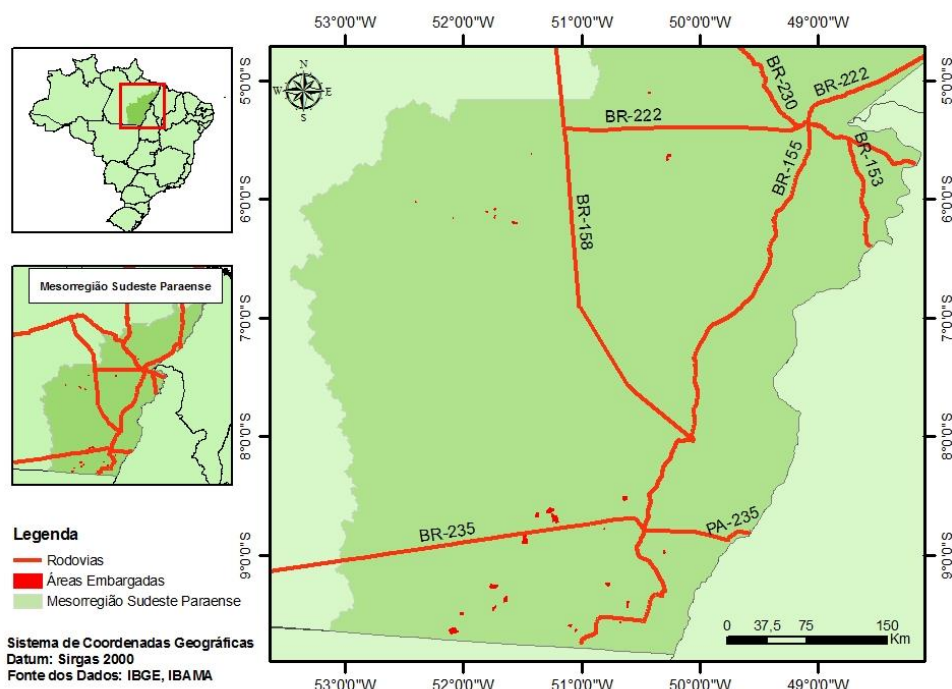 53°0'0"W 52°0'0"W 51°0'0"W 50°0'0"W 49°0'0"W
N
W E
S
5°0'0"S
6°0'0"S
7°0'0"S
8°0'0"S
9°0'0"S
BR-230
BR-222
BR-222
BR-155
BR-153
BR-158
BR-235
PA-235
5°0'0"S
6°0'0"S
7°0'0"S
8°0'0"S
9°0'0"S
Mesorregião Sudeste Paraense
Legenda
Rodovias
Áreas Embargadas
Mesorregião Sudeste Paraense
Sistema de Coordenadas Geográficas
Datum: Sirgas 2000
Fonte dos Dados: IBGE, IBAMA
0 37,5 75 150
Km
53°0'0"W 52°0'0"W 51°0'0"W 50°0'0"W 49°0'0"W